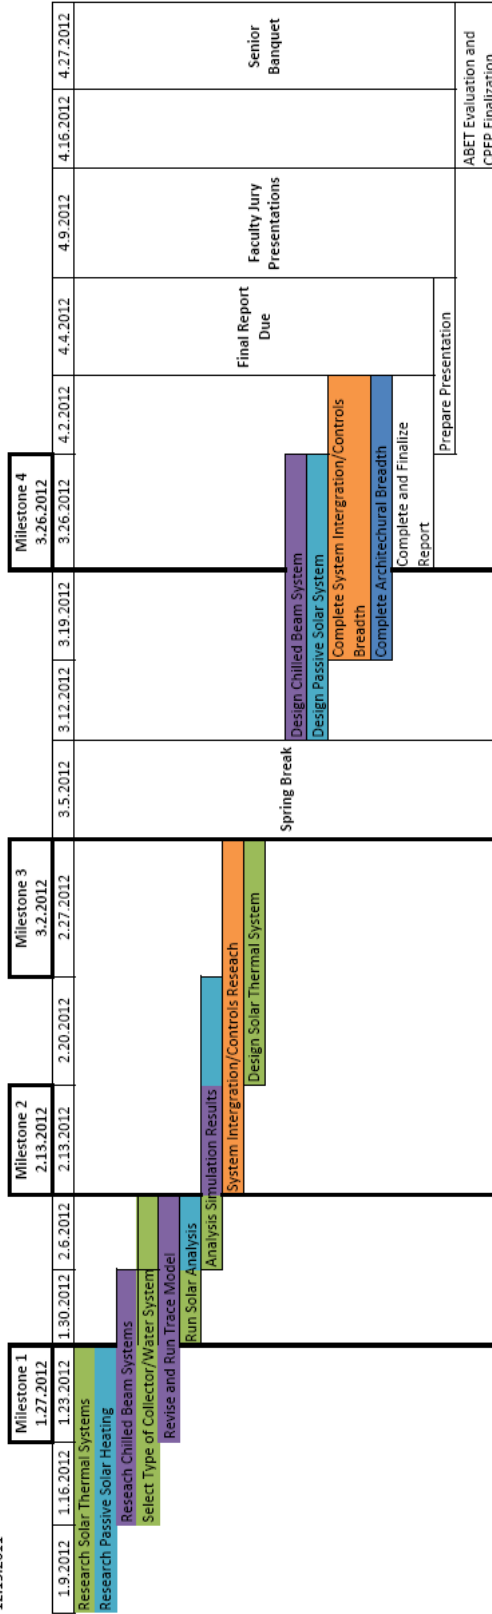 Milestone 1
1.27.2012
Milestone 2
2.13.2012
Milestone 3
3.2.2012
Milestone 4
3.26.2012
1.9.2012
1.16.2012
1.23.2012
1.30.2012
2.6.2012
2.13.2012
2.20.2012
2.27.2012
3.5.2012
3.12.2012
3.19.2012
3.26.2012
4.2.2012
4.4.2012
4.9.2012
4.16.2012
4.27.2012
Research Solar Thermal Systems
Research Passive Solar Heating
Reseach Chilled Beam Systems
Select Type of Collector/Water System
Revise and Run Trace Model
Run Solar Analysis
Analysis Simulation Results
System Intergration/Controls Reseach
Design Solar Thermal System
Spring Break
Design Chilled Beam System
Design Passive Solar System
Complete System Intergration/Controls
Breadth
Complete Architechural Breadth
Complete and Finalize
Report
Prepare Presentation
Final Report
Due
Faculty Jury
Presentations
Senior
Banquet
ABET Evaluation and
CPEP Finalization